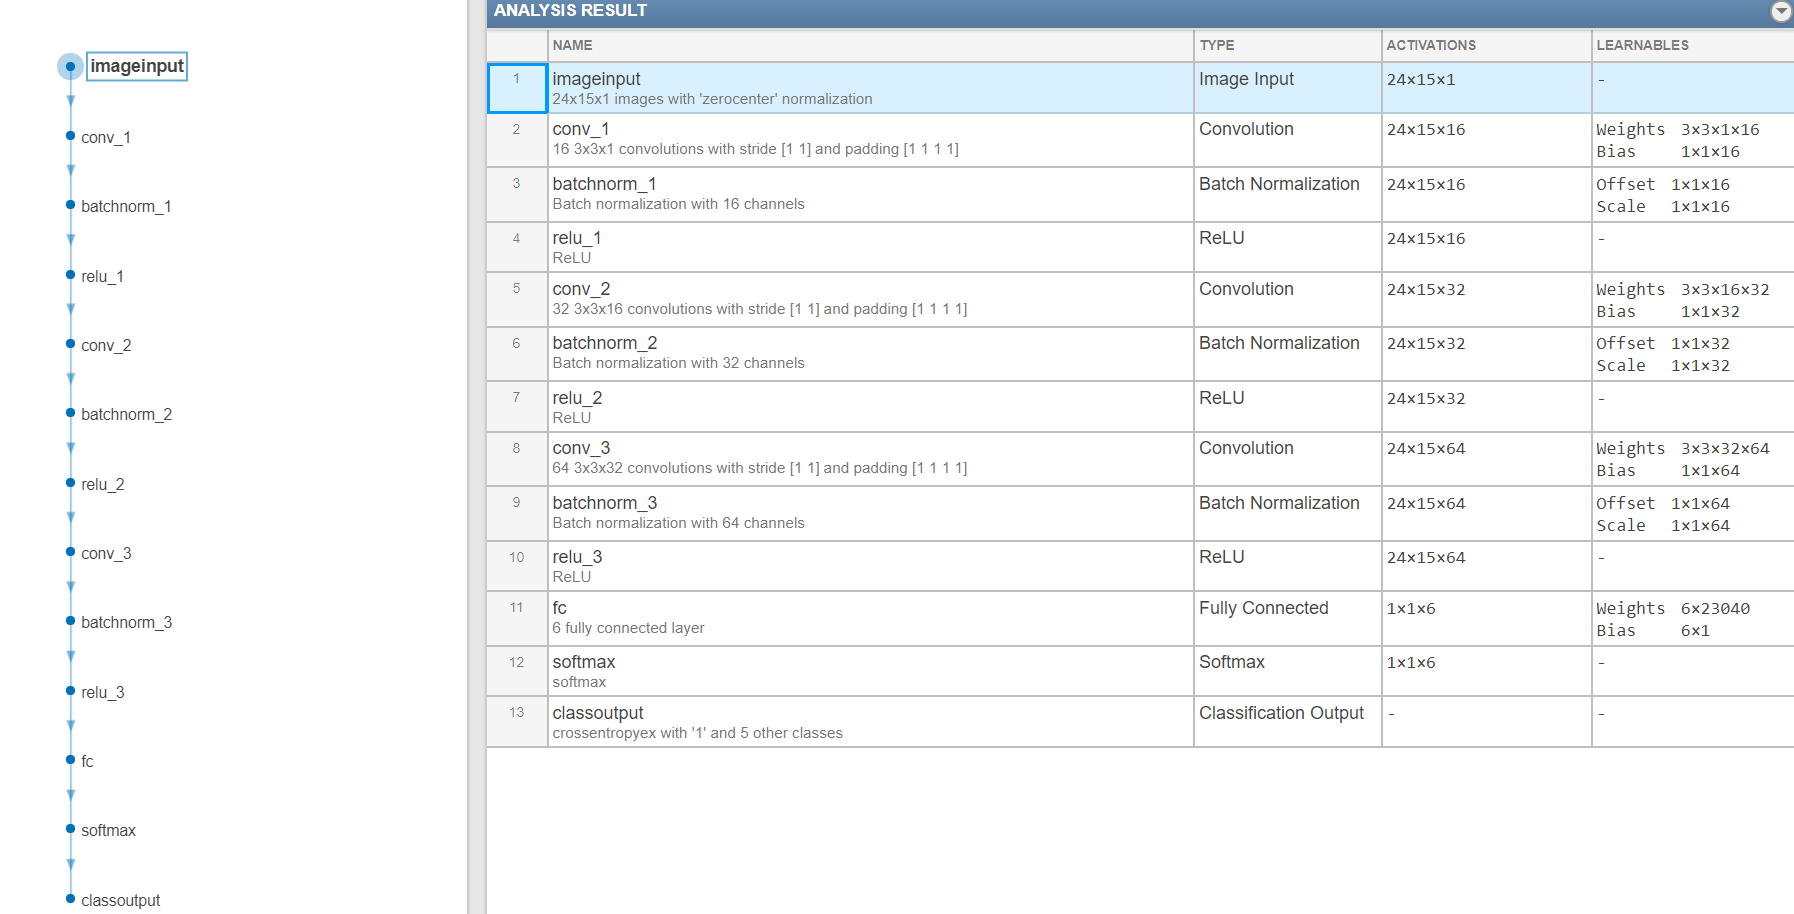 imageinput
conv_1
batchnorm_1
relu_1
conv_2
batchnorm_2
relu_2
conv_3
batchnorm_3
relu_3
fc
softmax
classoutput
ANALYSIS RESULT
NAME TYPE ACTIVATIONS LEARNABLES
1 imageinput Image Input 24×15×1 -
24x15x1 images with 'zerocenter' normalization
2 conv_1 Convolution 24×15×16 Weights 3×3×1×16
16 3x3x1 convolutions with stride [1 1] and padding [1 1 1 1] Bias 1×1×16
3 batchnorm_1 Batch Normalization 24×15×16 Offset 1×1×16
Batch normalization with 16 channels Scale 1×1×16
4 relu_1 ReLU 24×15×16 -
ReLU
5 conv_2 Convolution 24×15×32 Weights 3×3×16×32
32 3x3x16 convolutions with stride [1 1] and padding [1 1 1 1] Bias 1×1×32
6 batchnorm_2 Batch Normalization 24×15×32 Offset 1×1×32
Batch normalization with 32 channels Scale 1×1×32
7 relu_2 ReLU 24×15×32 -
ReLU
8 conv_3 Convolution 24×15×64 Weights 3×3×32×64
64 3x3x32 convolutions with stride [1 1] and padding [1 1 1 1] Bias 1×1×64
9 batchnorm_3 Batch Normalization 24×15×64 Offset 1×1×64
Batch normalization with 64 channels Scale 1×1×64
10 relu_3 ReLU 24×15×64 -
ReLU
11 fc Fully Connected 1×1×6 Weights 6×23040
6 fully connected layer Bias 6×1
12 softmax Softmax 1×1×6 -
softmax
13 classoutput Classification Output - -
crossentropyex with '1' and 5 other classes